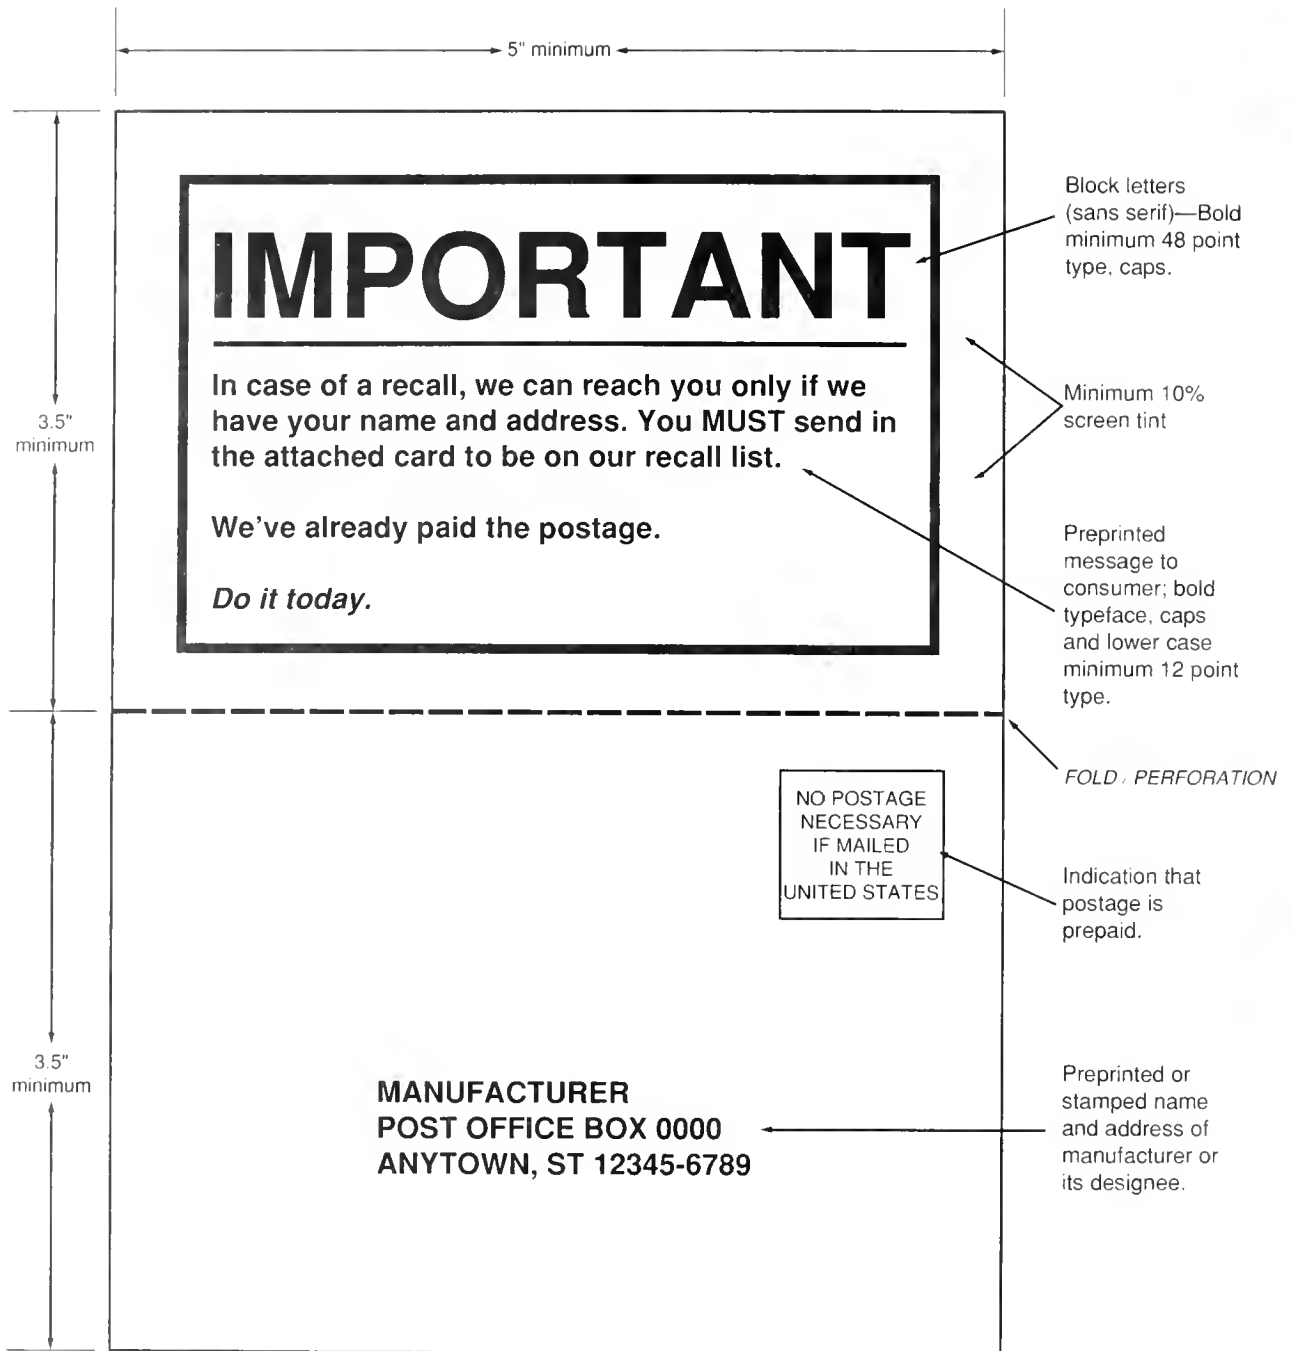 5" minimum
Block letters
(sans serif)—Bold
minimum 48 point
type, caps.
IMPORTANT
In case of a recall, we can reach you only if we
have your name and address. You MUST send in
the attached card to be on our recall list.
We've already paid the postage.
Do it today.
3.5"
minimum
Minimum 10%
screen tint
Preprinted
message to
consumer; bold
typeface, caps
and lower case
minimum 12 point
type.
FOLD / PERFORATION
NO POSTAGE
NECESSARY
IF MAILED
IN THE
UNITED STATES
Indication that
postage is
prepaid.
3.5"
minimum
MANUFACTURER
POST OFFICE BOX 0000
ANYTOWN, ST 12345-6789
Preprinted or
stamped name
and address of
manufacturer or
its designee.